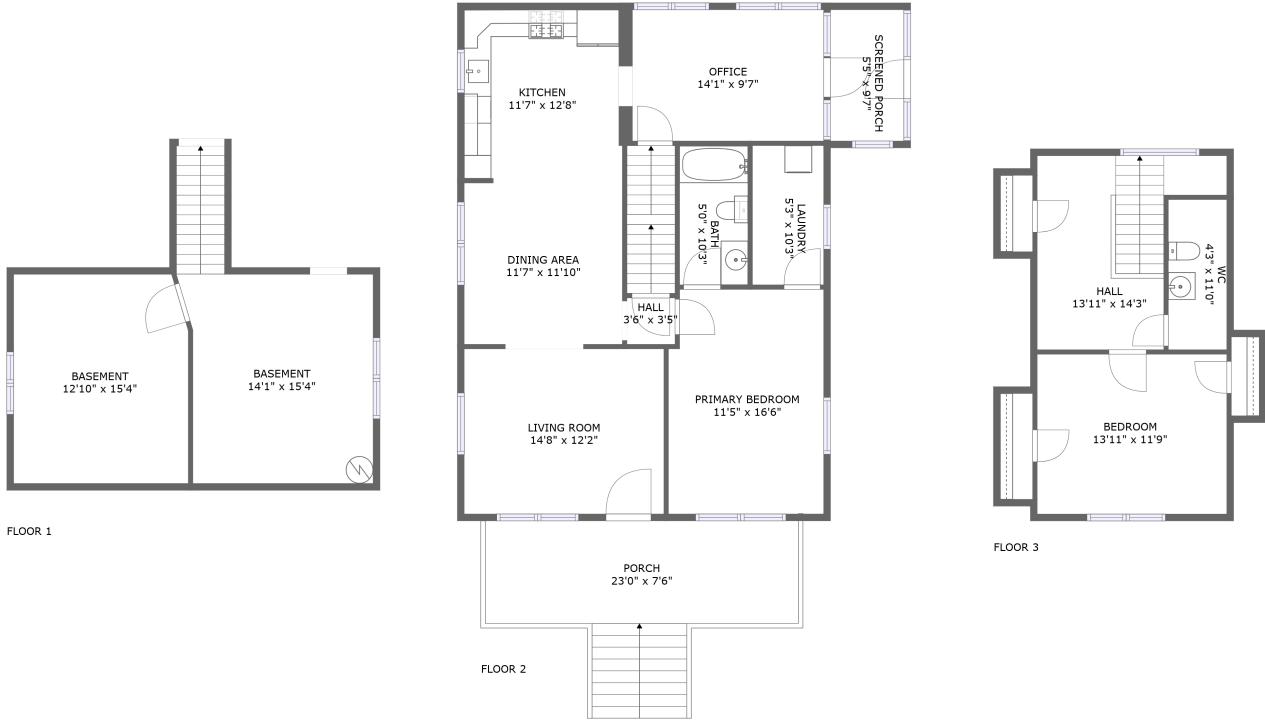 BASEMENT
12'10" x 15'4"
BASEMENT
14'1" x 15'4"
FLOOR 1
KITCHEN
11'7" x 12'8"
OFFICE
14'1" x 9'7"
SCREENED PORCH
5'5" x 9'7"
DINING AREA
11'7" x 11'10"
BATH
5'0" x 10'3"
LAUNDRY
5'3" x 10'3"
HALL
3'6" x 3'5"
LIVING ROOM
14'8" x 12'2"
PRIMARY BEDROOM
11'5" x 16'6"
PORCH
23'0" x 7'6"
FLOOR 2
HALL
13'11" x 14'3"
WC
4'3" x 11'0"
BEDROOM
13'11" x 11'9"
FLOOR 3